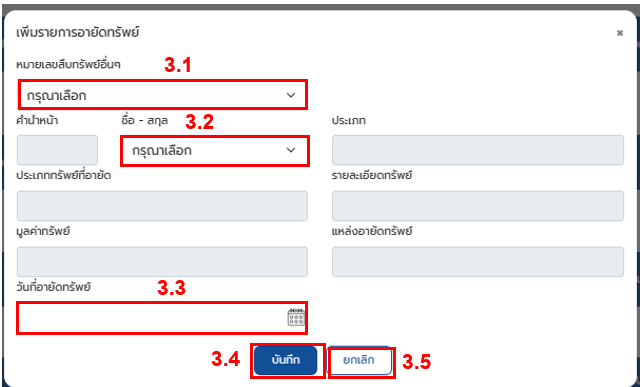 เพิ่มรายการอายัดทรัพย์ ×
หมายเลขสืบทรัพย์อื่นๆ 3.1
กรุณาเลือก
คำนำหน้า ชื่อ - สกุล 3.2 ประเภท
กรุณาเลือก
ประเภททรัพย์ที่อายัด รายละเอียดทรัพย์
มูลค่าทรัพย์ แหล่งอายัดทรัพย์
วันที่อายัดทรัพย์ 3.3
3.4 บันทึก ยกเลิก 3.5